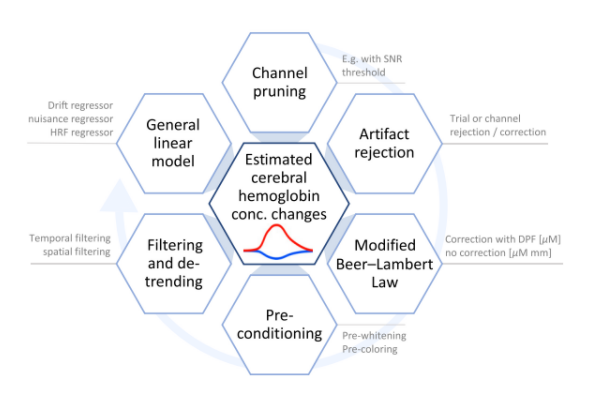 Channel
pruning
E.g. with SNR
threshold
Artifact
rejection
Trial or channel
rejection / correction
Modified
Beer–Lambert
Law
Correction with DPF [µM]
no correction [µM mm]
Pre-
conditioning
Pre-whitening
Pre-coloring
Filtering
and de-
trending
Temporal filtering
spatial filtering
General
linear
model
Drift regressor
nuisance regressor
HRF regressor
Estimated
cerebral
hemoglobin
conc. changes